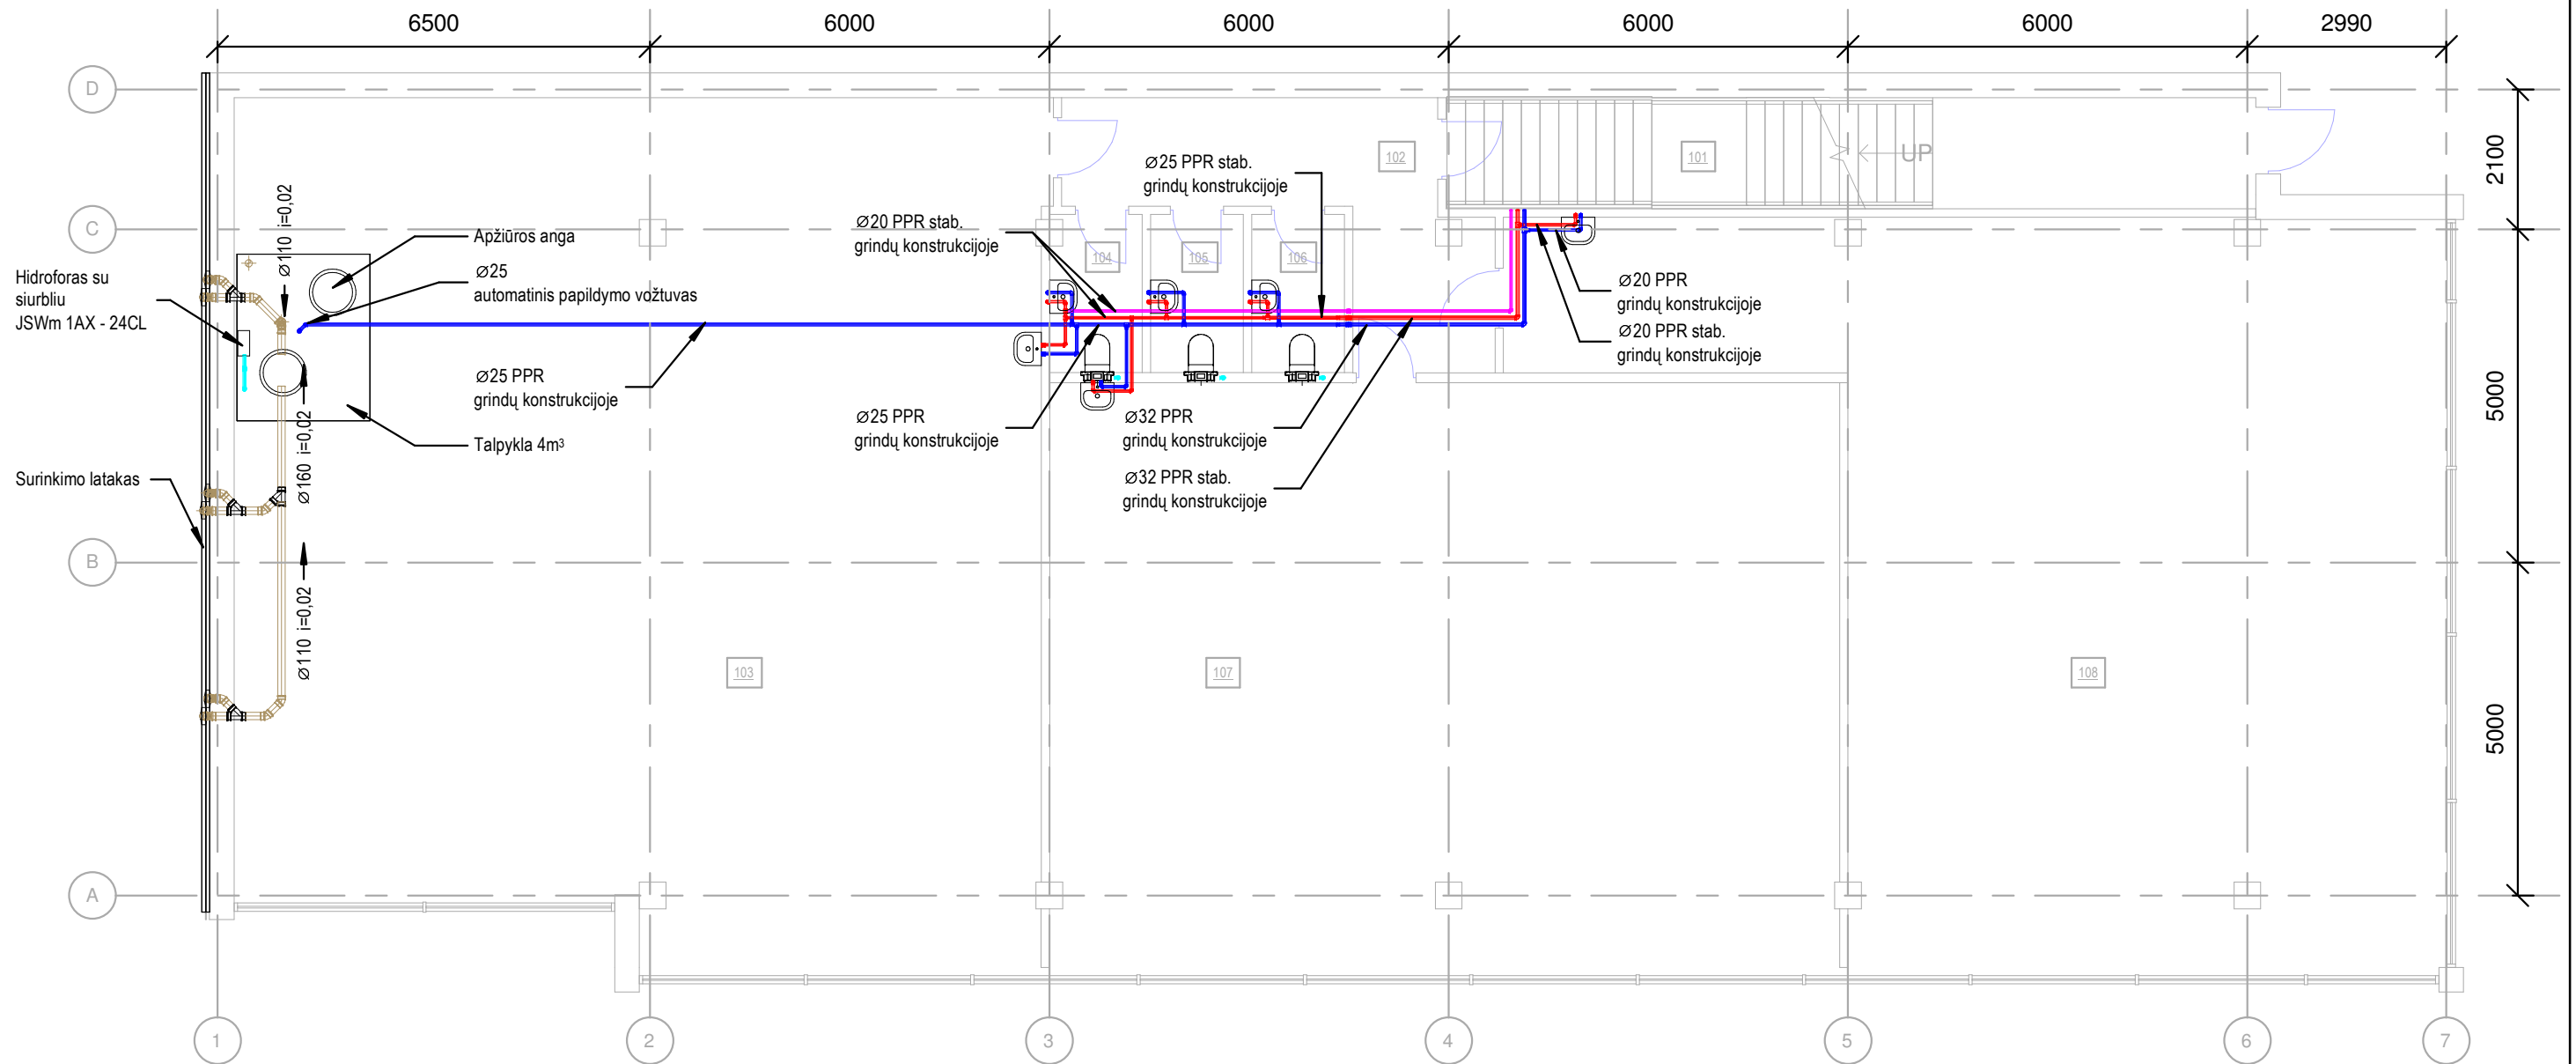 6500
6000
6000
6000
6000
2990
D
C
B
A
2100
5000
5000
102
101
UP
104
105
106
103
107
108
Ø25 PPR stab.
grindų konstrukcijoje
Ø20 PPR stab.
grindų konstrukcijoje
Ø110 i=0,02
Apžiūros anga
Ø25
automatinis papildymo vožtuvas
Hidroforas su
siurbliu
JSWm 1AX - 24CL
Ø20 PPR
grindų konstrukcijoje
Ø20 PPR stab.
grindų konstrukcijoje
Ø25 PPR
grindų konstrukcijoje
Ø25 PPR
grindų konstrukcijoje
Ø32 PPR
grindų konstrukcijoje
Ø32 PPR stab.
grindų konstrukcijoje
Talpykla 4m³
Surinkimo latakas
Ø160 i=0,02
Ø110 i=0,02
1
2
3
4
5
6
7